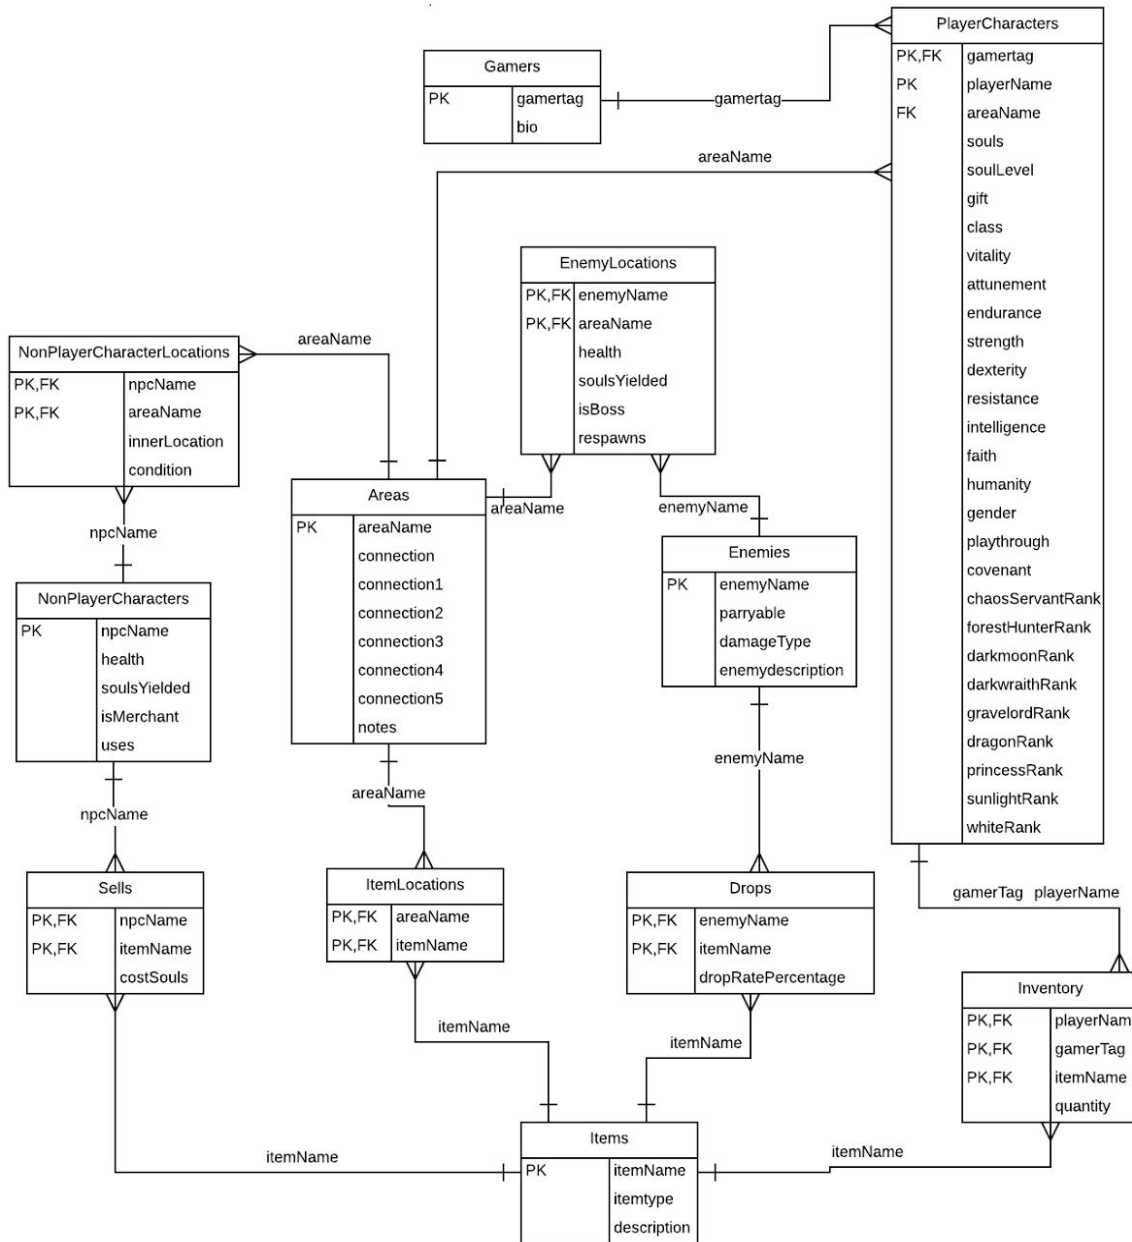 PlayerCharacters
PK,FK gamertag
PK playerName
FK areaName
souls
soulLevel
gift
class
vitality
attunement
endurance
strength
dexterity
resistance
intelligence
faith
humanity
gender
playthrough
covenant
chaosServantRank
forestHunterRank
darkmoonRank
darkwraithRank
gravelordRank
dragonRank
princessRank
sunlightRank
whiteRank
Gamers
PK gamertag
bio
gamertag
areaName
EnemyLocations
PK,FK enemyName
PK,FK areaName
health
soulsYielded
isBoss
respawns
areaName
NonPlayerCharacterLocations
PK,FK npcName
PK,FK areaName
innerLocation
condition
Areas
PK areaName
connection
connection1
connection2
connection3
connection4
connection5
notes
areaName
enemyName
npcName
Enemies
PK enemyName
parryable
damageType
enemydescription
NonPlayerCharacters
PK npcName
health
soulsYielded
isMerchant
uses
enemyName
areaName
npcName
Sells
PK,FK npcName
PK,FK itemName
costSouls
ItemLocations
PK,FK areaName
PK,FK itemName
Drops
PK,FK enemyName
PK,FK itemName
dropRatePercentage
gamerTag playerName
Inventory
PK,FK playerNam
PK,FK gamerTag
PK,FK itemName
quantity
itemName
itemName
itemName
itemName
Items
PK itemName
itemtype
description